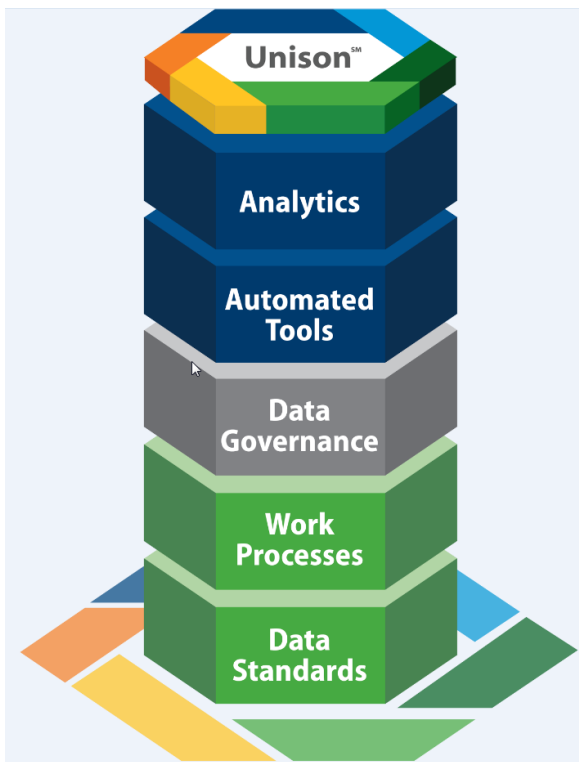 Unison℠
Analytics
Automated
Tools
Data
Governance
Work
Processes
Data
Standards